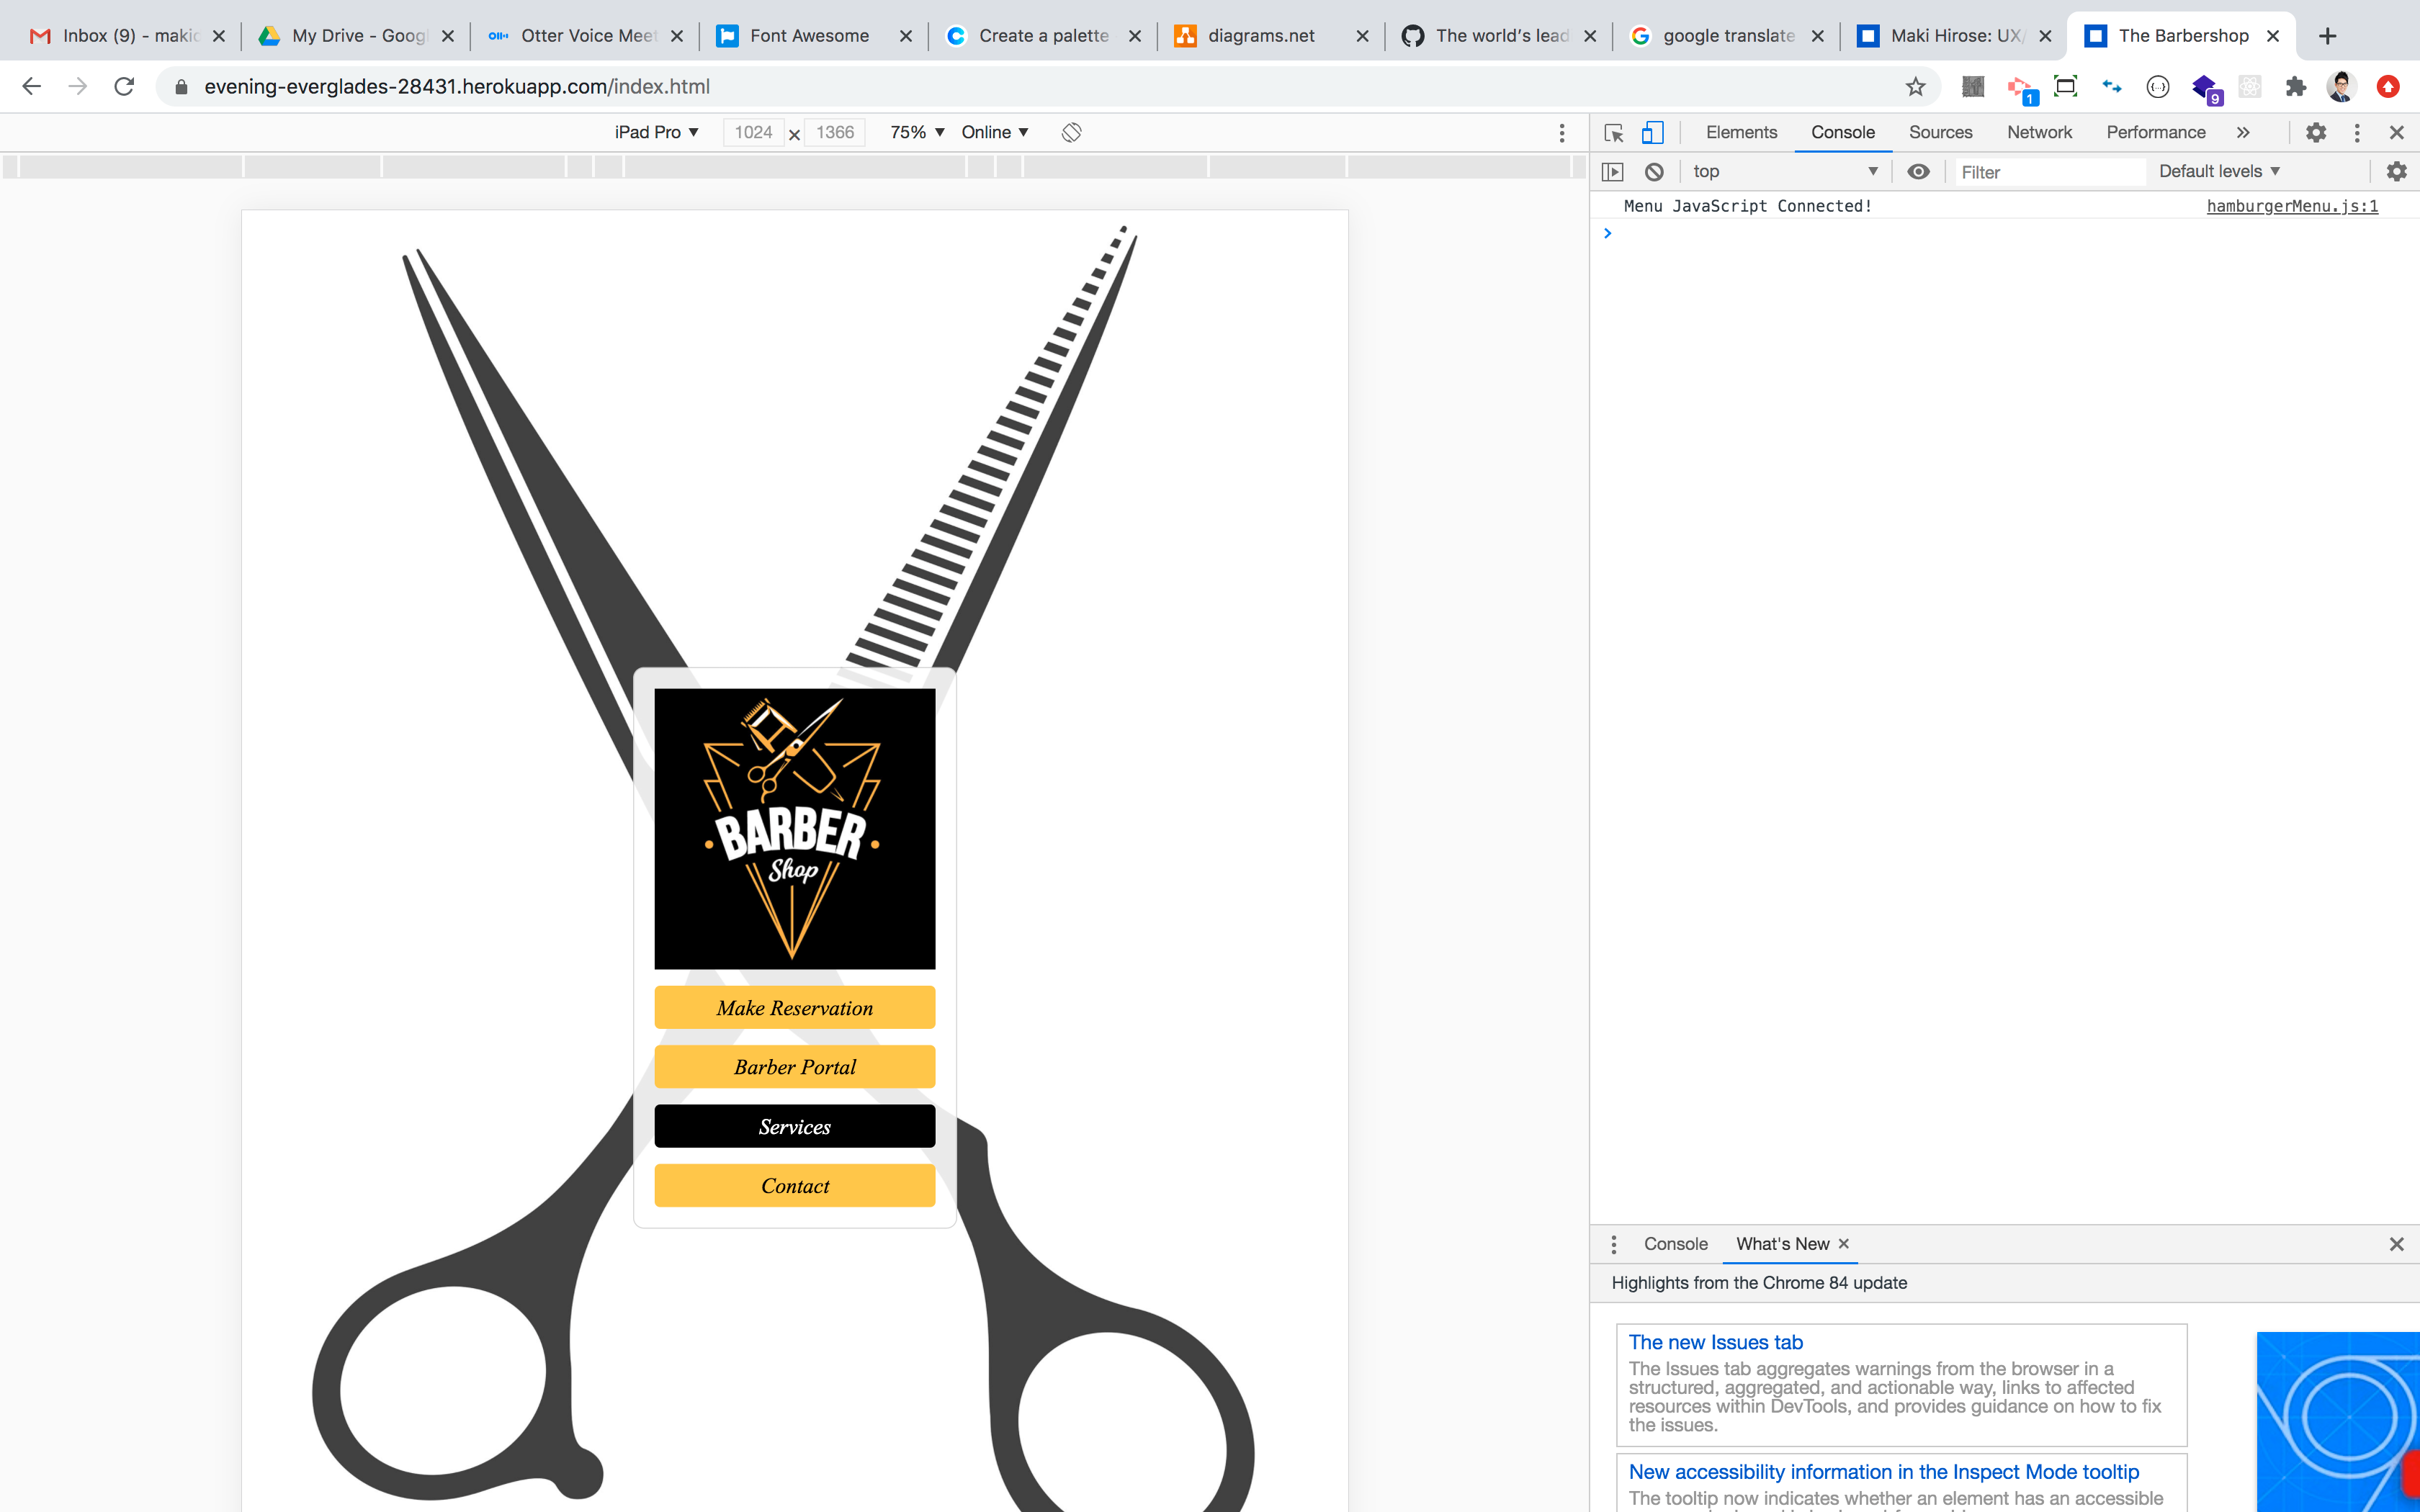 Inbox (9) - makic
My Drive - Googl
Otter Voice Meet
Font Awesome
Create a palette
diagrams.net
The world's lead
google translate
Maki Hirose: UX/
The Barbershop
evening-everglades-28431.herokuapp.com/index.html
1
9
iPad Pro ▼ 1024 × 1366 75% ▼ Online ▼
Elements Console Sources Network Performance »
top ▼ Filter Default levels ▼
Menu JavaScript Connected! hamburgerMenu.js:1
BARBER
Shop
Make Reservation
Barber Portal
Services
Contact
Console What's New
Highlights from the Chrome 84 update
The new Issues tab
The Issues tab aggregates warnings from the browser in a
structured, aggregated, and actionable way, links to affected
resources within DevTools, and provides guidance on how to fix
the issues.
New accessibility information in the Inspect Mode tooltip
The tooltip now indicates whether an element has an accessible